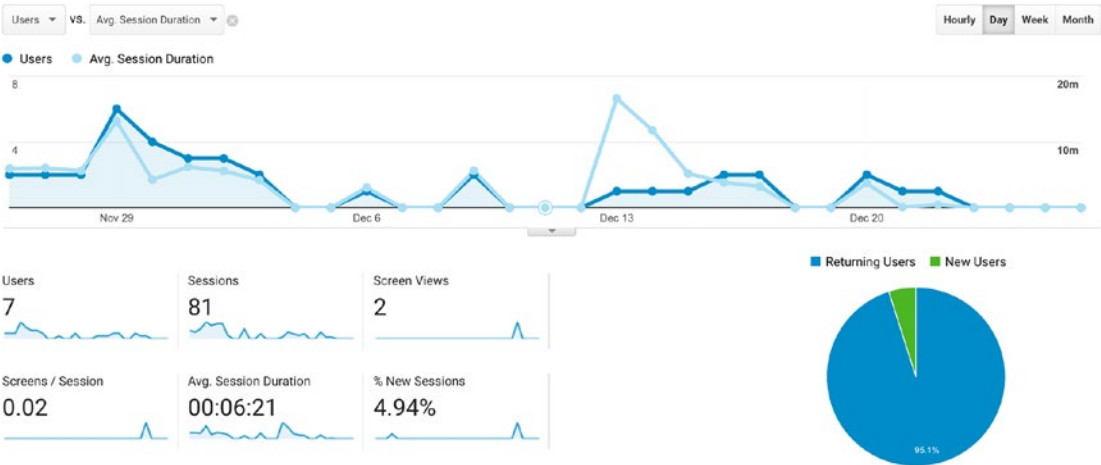 Users VS. Avg. Session Duration Hourly Day Week Month
Users Avg. Session Duration
8 20m
4 10m
Nov 29 Dec 6 Dec 13 Dec 20
Returning Users New Users
Users Sessions Screen Views
7 81 2
Screens / Session Avg. Session Duration % New Sessions
0.02 00:06:21 4.94%
95.1%